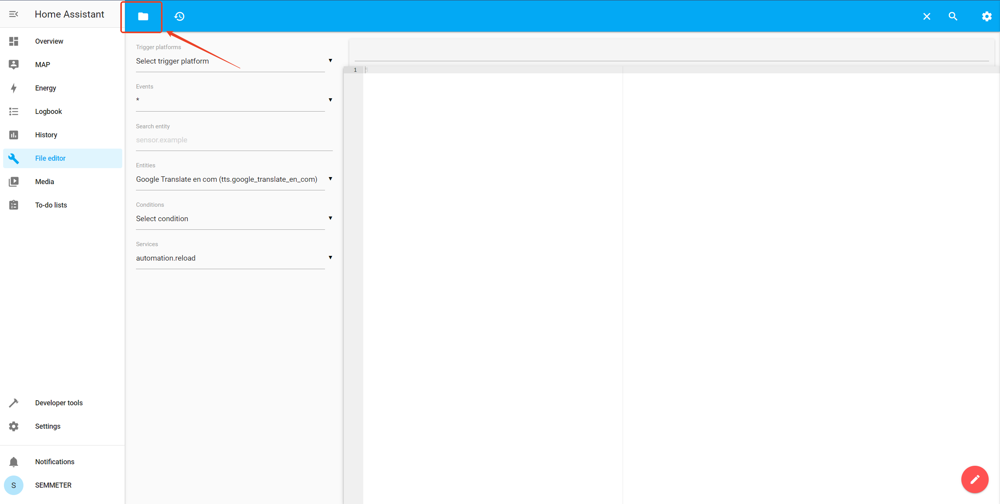 Home Assistant
Overview
MAP
Energy
Logbook
History
File editor
Media
To-do lists
Developer tools
Settings
Notifications
S
SEMMETER
Trigger platforms
Select trigger platform
Events
*
Search entity
sensor.example
Entities
Google Translate en com (tts.google_translate_en_com)
Conditions
Select condition
Services
automation.reload
1